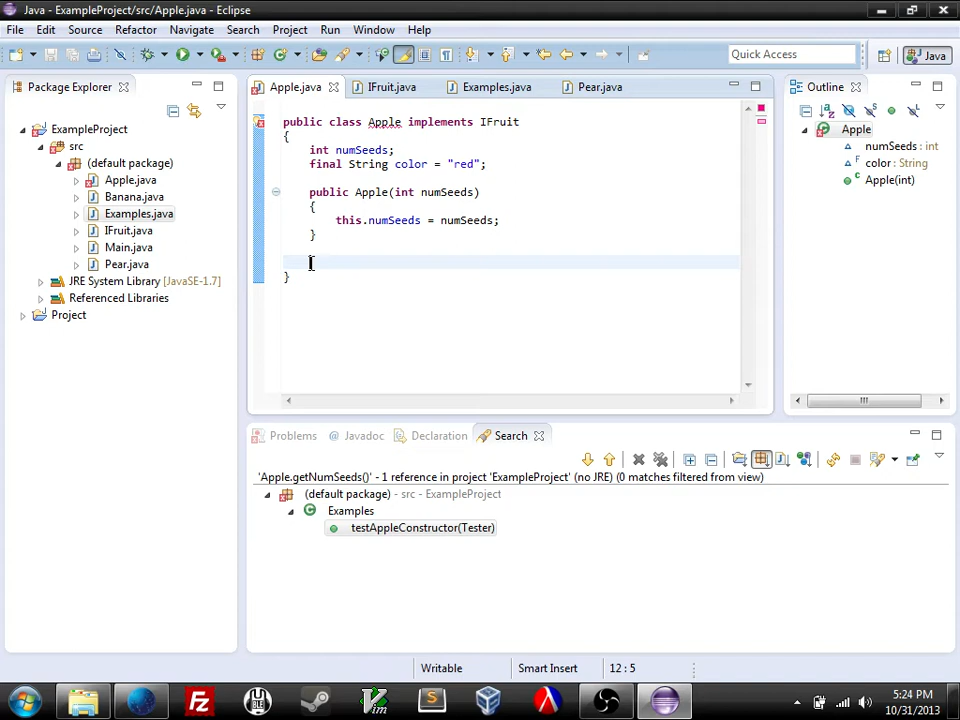 Java - ExampleProject/src/Apple.java - Eclipse
File Edit Source Refactor Navigate Search Project Run Window Help
Quick Access
Java
Package Explorer
Apple.java IFruit.java Examples.java Pear.java
Outline
ExampleProject
src
(default package)
Apple.java
Banana.java
Examples.java
IFruit.java
Main.java
Pear.java
JRE System Library [JavaSE-1.7]
Referenced Libraries
Project
public class Apple implements IFruit
{
int numSeeds;
final String color = "red";
public Apple(int numSeeds)
{
this.numSeeds = numSeeds;
}
}
Apple
numSeeds: int
F color: String
C Apple(int)
Problems @ Javadoc Declaration Search
'Apple.getNumSeeds()' - 1 reference in project 'ExampleProject' (no JRE) (0 matches filtered from view)
(default package) - src - ExampleProject
Examples
testAppleConstructor(Tester)
Writable Smart Insert 12 : 5
5:24 PM
10/31/2013